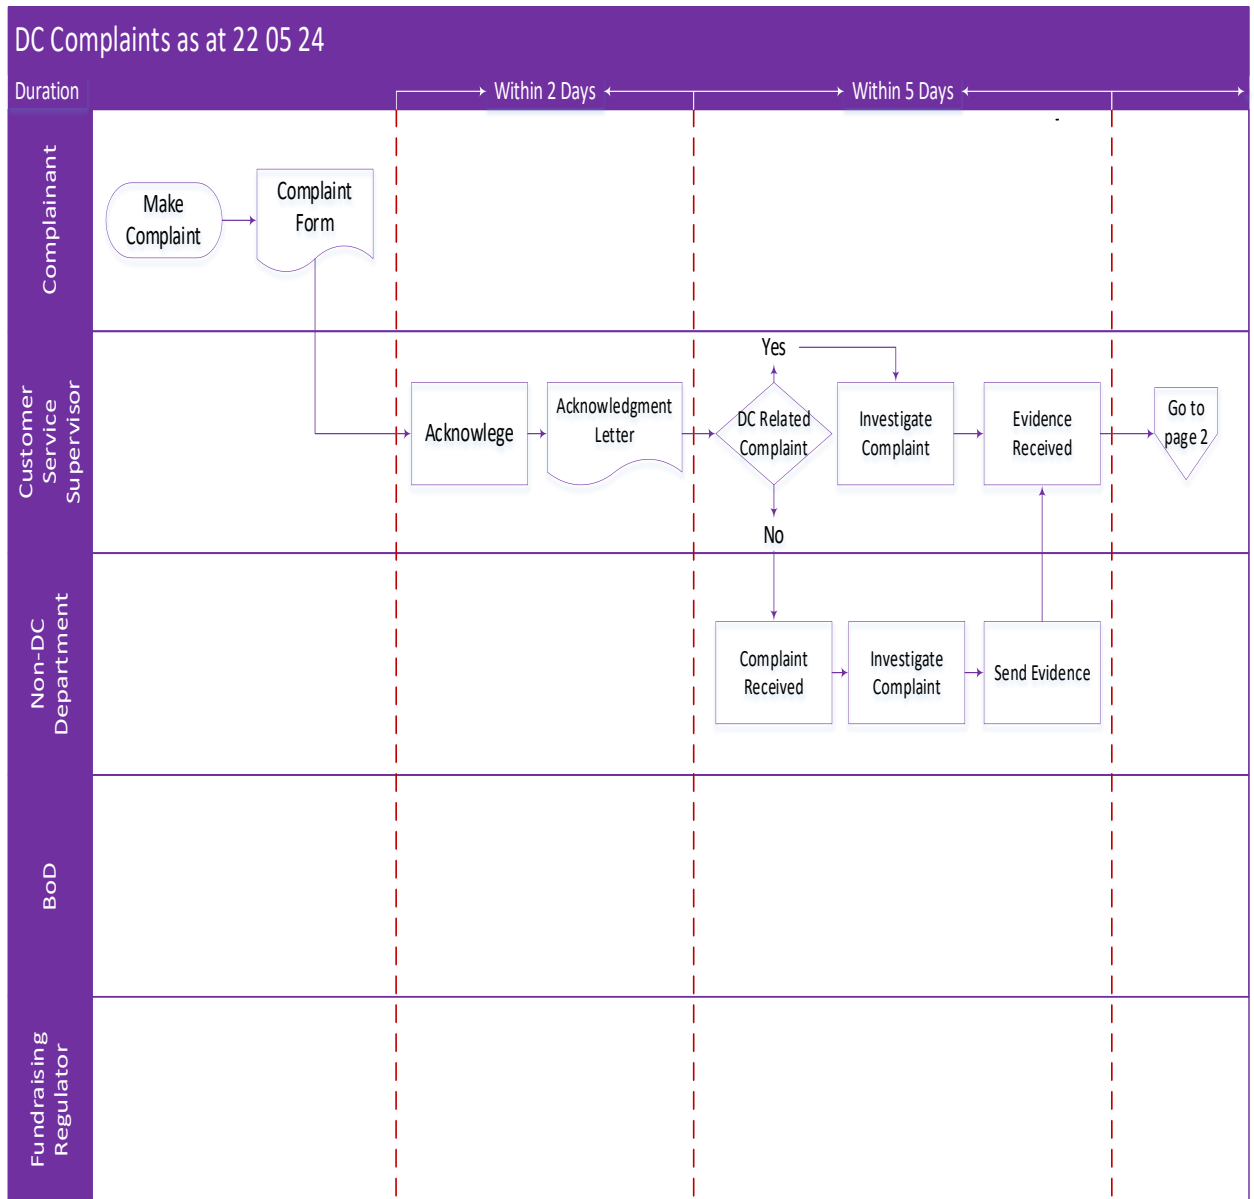 DC Complaints as at 22 05 24
Duration
Within 2 Days
Within 5 Days
Complainant
Make
Complaint
Complaint
Form
Customer
Service
Supervisor
Acknowlege
Acknowledgment
Letter
Yes
DC Related
Complaint
No
Investigate
Complaint
Evidence
Received
Go to
page 2
Non-DC
Department
Complaint
Received
Investigate
Complaint
Send Evidence
BoD
Fundraising
Regulator